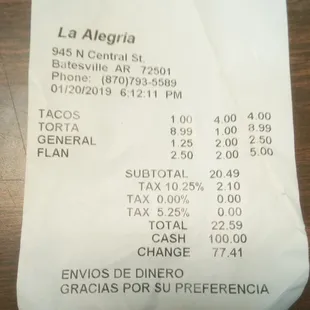 La Alegria
945 N Central St.
Batesville AR 72501
Phone: (870)793-5589
01/20/2019 6:12:11 PM
TACOS 1.00 4.00 4.00
TORTA 8.99 1.00 8.99
GENERAL 1.25 2.00 2.50
FLAN 2.50 2.00 5.00
SUBTOTAL 20.49
TAX 10.25% 2.10
TAX 0.00% 0.00
TAX 5.25% 0.00
TOTAL 22.59
CASH 100.00
CHANGE 77.41
ENVIOS DE DINERO
GRACIAS POR SU PREFERENCIA